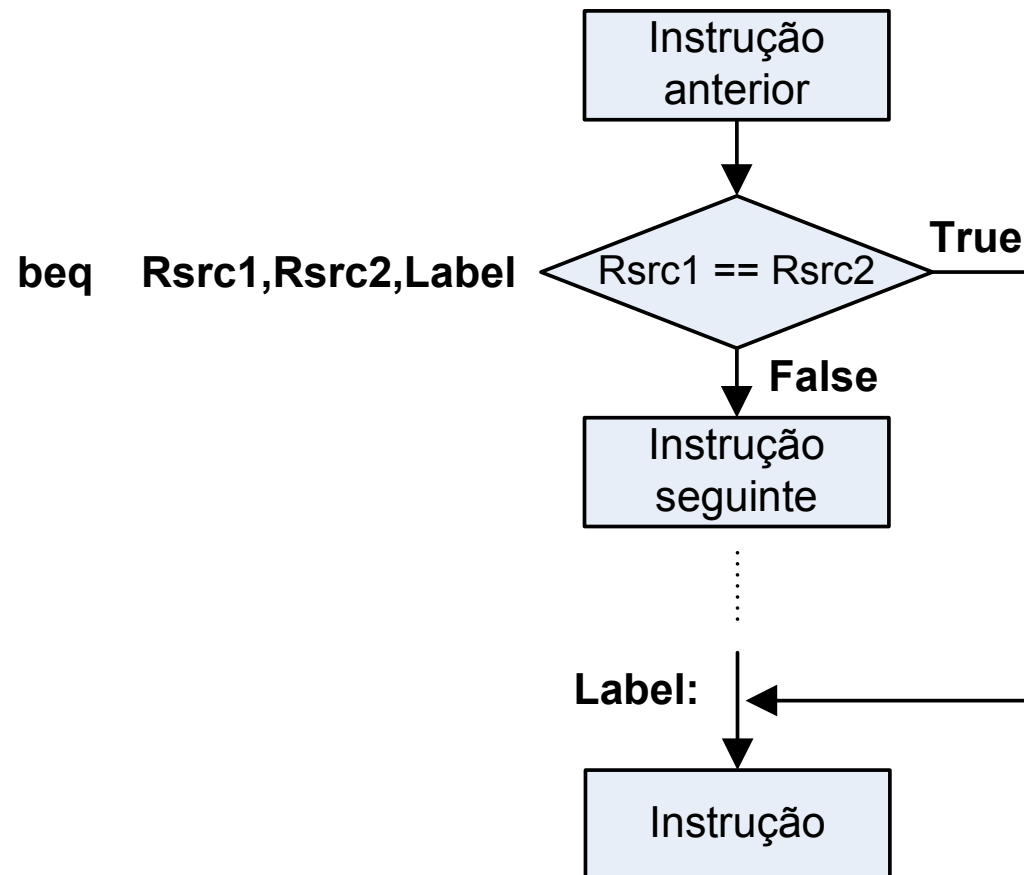 Instrução
anterior
True
beq Rsrc1,Rsrc2,Label
Rsrc1 == Rsrc2
False
Instrução
seguinte
Label:
Instrução